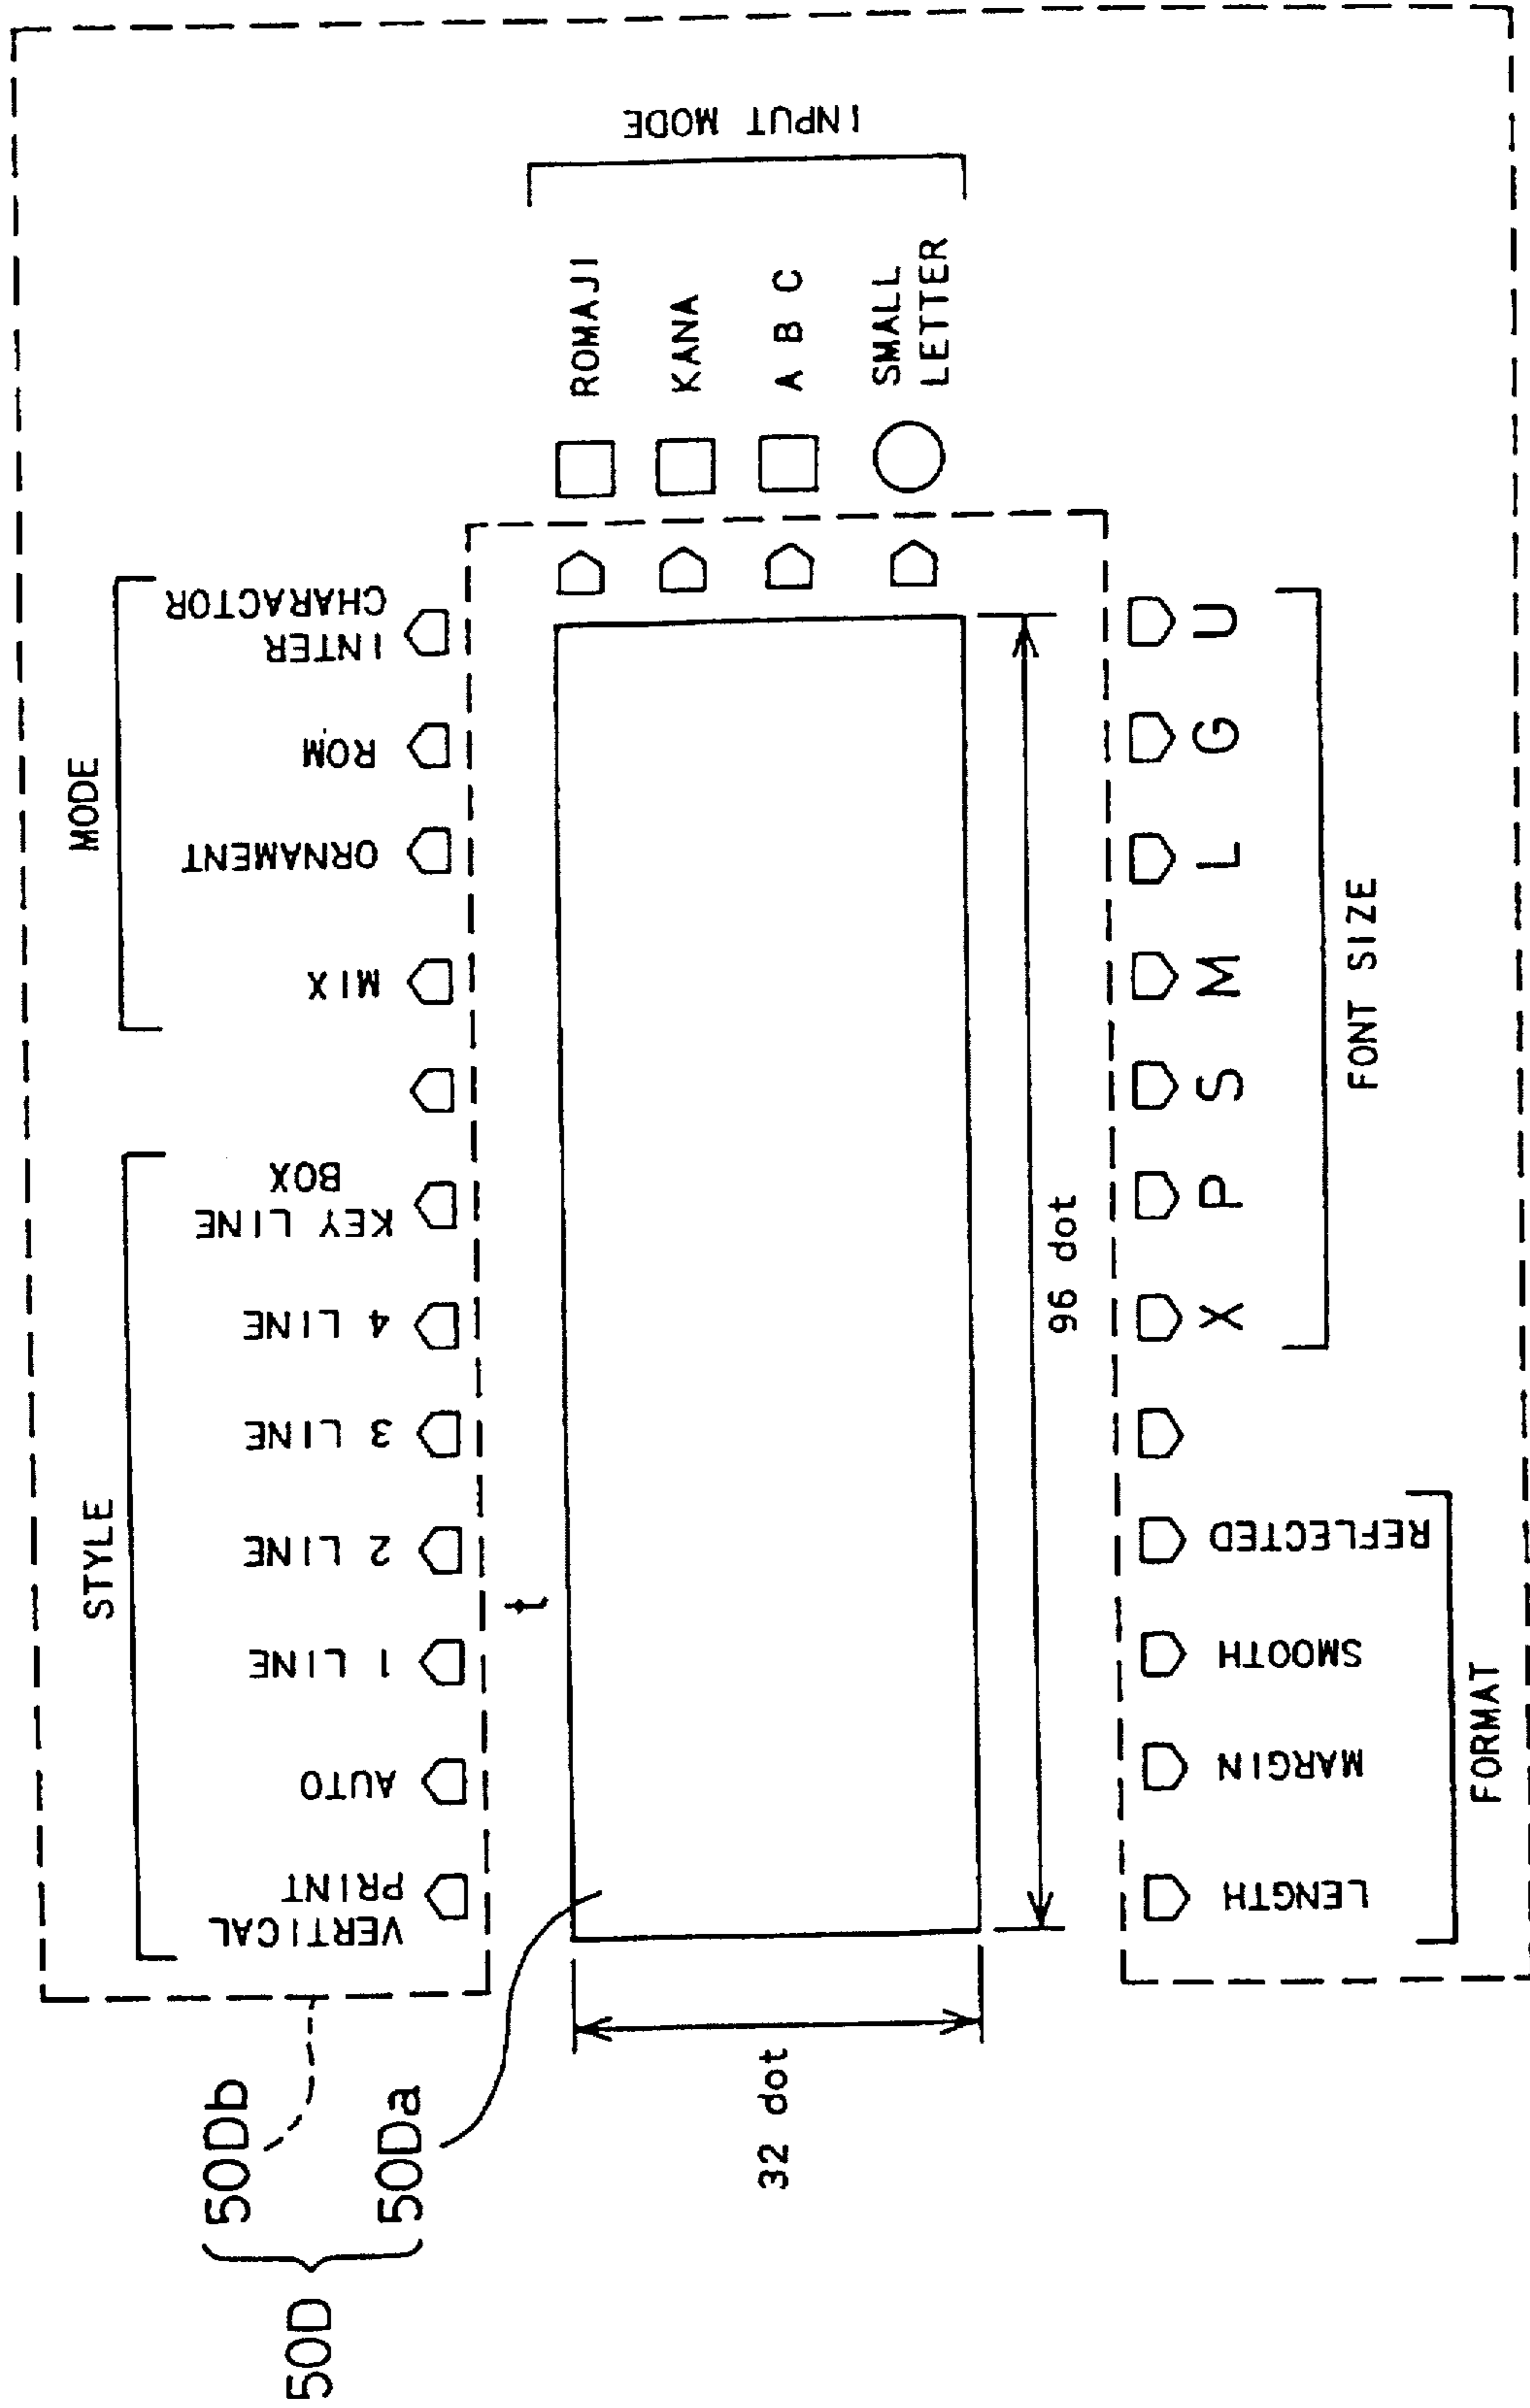 STYLE
MODE
VERTICAL
PRINT
AUTO
1 LINE
2 LINE
3 LINE
4 LINE
KEY LINE
BOX
MIX
ORNAMENT
ROM
INTER
CHARACTOR
50D
50Db
50Da
t
ROMAJI
KANA
A B C
SMALL
LETTER
INPUT MODE
32 dot
96 dot
LENGTH
MARGIN
SMOOTH
REFLECTED
X P S M L G U
FORMAT
FONT SIZE